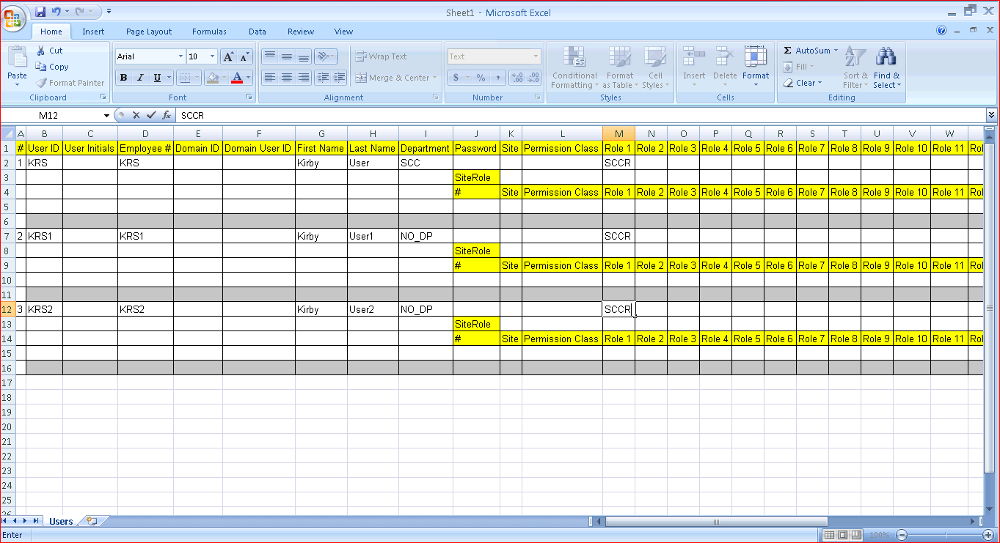 Sheet1 - Microsoft Excel
Home Insert Page Layout Formulas Data Review View
Paste Cut Copy Format Painter
Arial 10 A A
B I U A
Wrap Text
Merge & Center
Text
$ % , .00 .00
Conditional Formatting Format as Table Cell Styles
Insert Delete Format
Σ AutoSum Fill Clear
Sort & Filter Find & Select
Clipboard Font Alignment Number Styles Cells Editing
M12 fx SCCR
A B C D E F G H I J K L M N O P Q R S T U V W
1 # User ID User Initials Employee # Domain ID Domain User ID First Name Last Name Department Password Site Permission Class Role 1 Role 2 Role 3 Role 4 Role 5 Role 6 Role 7 Role 8 Role 9 Role 10 Role 11 Rol
2 1 KRS KRS Kirby User SCC SCCR
3 SiteRole
4 # Site Permission Class Role 1 Role 2 Role 3 Role 4 Role 5 Role 6 Role 7 Role 8 Role 9 Role 10 Role 11 Rol
5
6
7 2 KRS1 KRS1 Kirby User1 NO_DP SCCR
8 SiteRole
9 # Site Permission Class Role 1 Role 2 Role 3 Role 4 Role 5 Role 6 Role 7 Role 8 Role 9 Role 10 Role 11 Rol
10
11
12 3 KRS2 KRS2 Kirby User2 NO_DP SCCR
13 SiteRole
14 # Site Permission Class Role 1 Role 2 Role 3 Role 4 Role 5 Role 6 Role 7 Role 8 Role 9 Role 10 Role 11 Rol
15
16
17
18
19
20
21
22
23
24
25
26
Users
Enter 100%